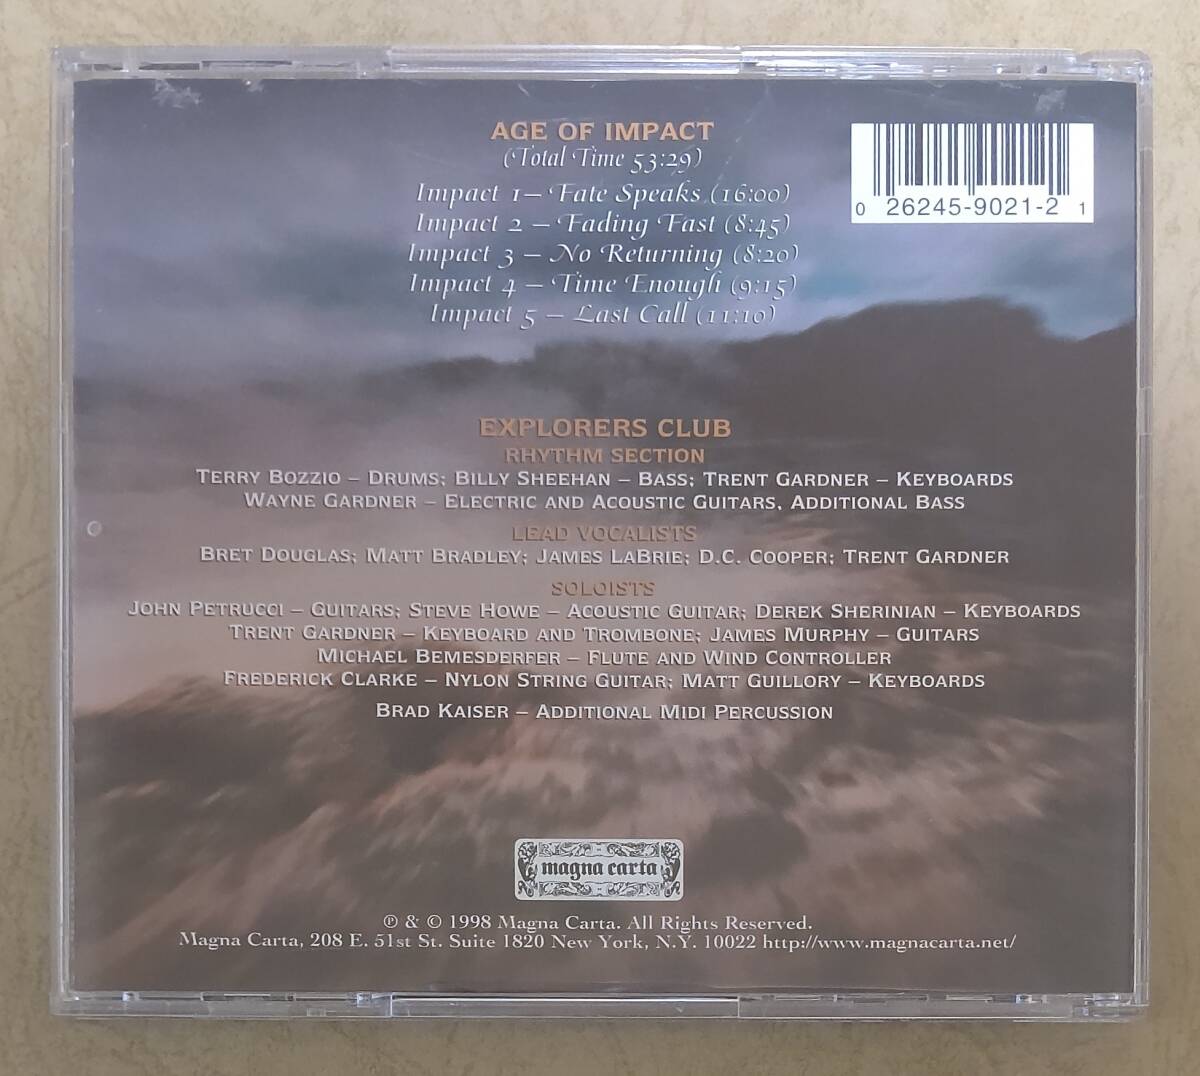 AGE OF IMPACT
(Total Time 53:29)
Impact 1 – Fate Speaks (16:00)
Impact 2 – Fading Fast (8:45)
Impact 3 – No Returning (8:20)
Impact 4 – Time Enough (9:15)
Impact 5 – Last Call (11:10)
0 26245-9021-2 1
EXPLORERS CLUB
RHYTHM SECTION
TERRY BOZZIO – DRUMS; BILLY SHEEHAN – BASS; TRENT GARDNER – KEYBOARDS
WAYNE GARDNER – ELECTRIC AND ACOUSTIC GUITARS, ADDITIONAL BASS
LEAD VOCALISTS
BRET DOUGLAS; MATT BRADLEY; JAMES LABRIE; D.C. COOPER; TRENT GARDNER
SOLOISTS
JOHN PETRUCCI – GUITARS; STEVE HOWE – ACOUSTIC GUITAR; DEREK SHERINIAN – KEYBOARDS
TRENT GARDNER – KEYBOARD AND TROMBONE; JAMES MURPHY – GUITARS
MICHAEL BEMESDERFER – FLUTE AND WIND CONTROLLER
FREDERICK CLARKE – NYLON STRING GUITAR; MATT GUILLORY – KEYBOARDS
BRAD KAISER – ADDITIONAL MIDI PERCUSSION
magna carta
℗ & © 1998 Magna Carta. All Rights Reserved.
Magna Carta, 208 E. 51st St. Suite 1820 New York, N.Y. 10022 http://www.magnacarta.net/